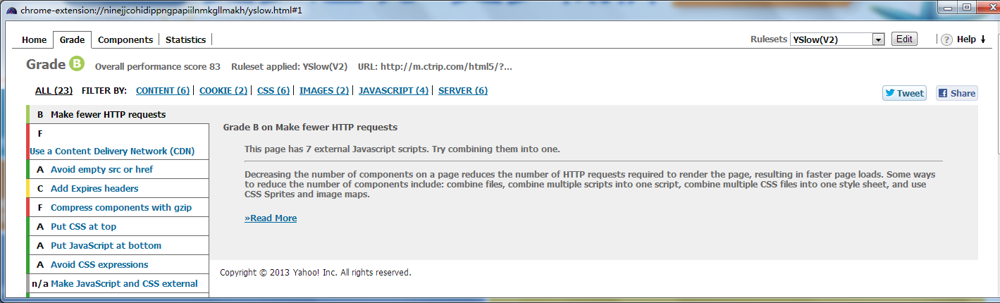 chrome-extension://ninejjcohidippngpapiilnmkgllmakh/yslow.html#1
Home Grade Components Statistics Rulesets YSlow(V2) Edit ? Help
Grade B Overall performance score 83 Ruleset applied: YSlow(V2) URL: http://m.ctrip.com/html5/?...
ALL (23) FILTER BY: CONTENT (6) COOKIE (2) CSS (6) IMAGES (2) JAVASCRIPT (4) SERVER (6)
Tweet Share
B Make fewer HTTP requests
F
Use a Content Delivery Network (CDN)
A Avoid empty src or href
C Add Expires headers
F Compress components with gzip
A Put CSS at top
A Put JavaScript at bottom
A Avoid CSS expressions
n/a Make JavaScript and CSS external
Grade B on Make fewer HTTP requests
This page has 7 external Javascript scripts. Try combining them into one.
Decreasing the number of components on a page reduces the number of HTTP requests required to render the page, resulting in faster page loads. Some ways
to reduce the number of components include: combine files, combine multiple scripts into one script, combine multiple CSS files into one style sheet, and use
CSS Sprites and image maps.
»Read More
Copyright © 2013 Yahoo! Inc. All rights reserved.